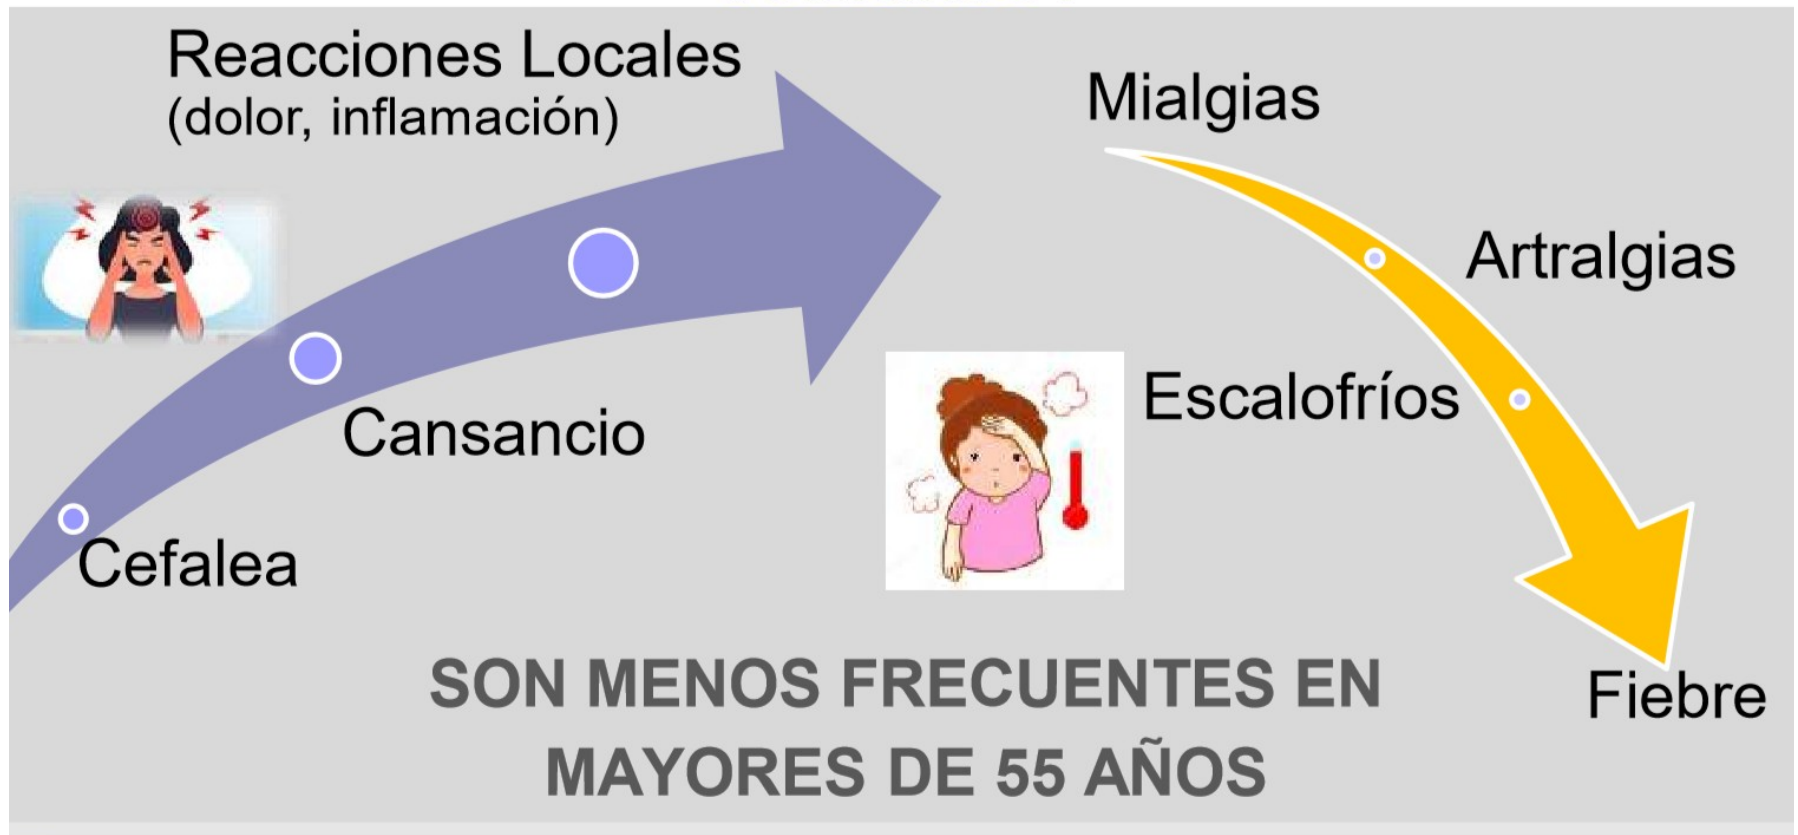 Reacciones Locales
(dolor, inflamación)
Cansancio
Cefalea
Mialgias
Artralgias
Escalofríos
Fiebre
SON MENOS FRECUENTES EN
MAYORES DE 55 AÑOS